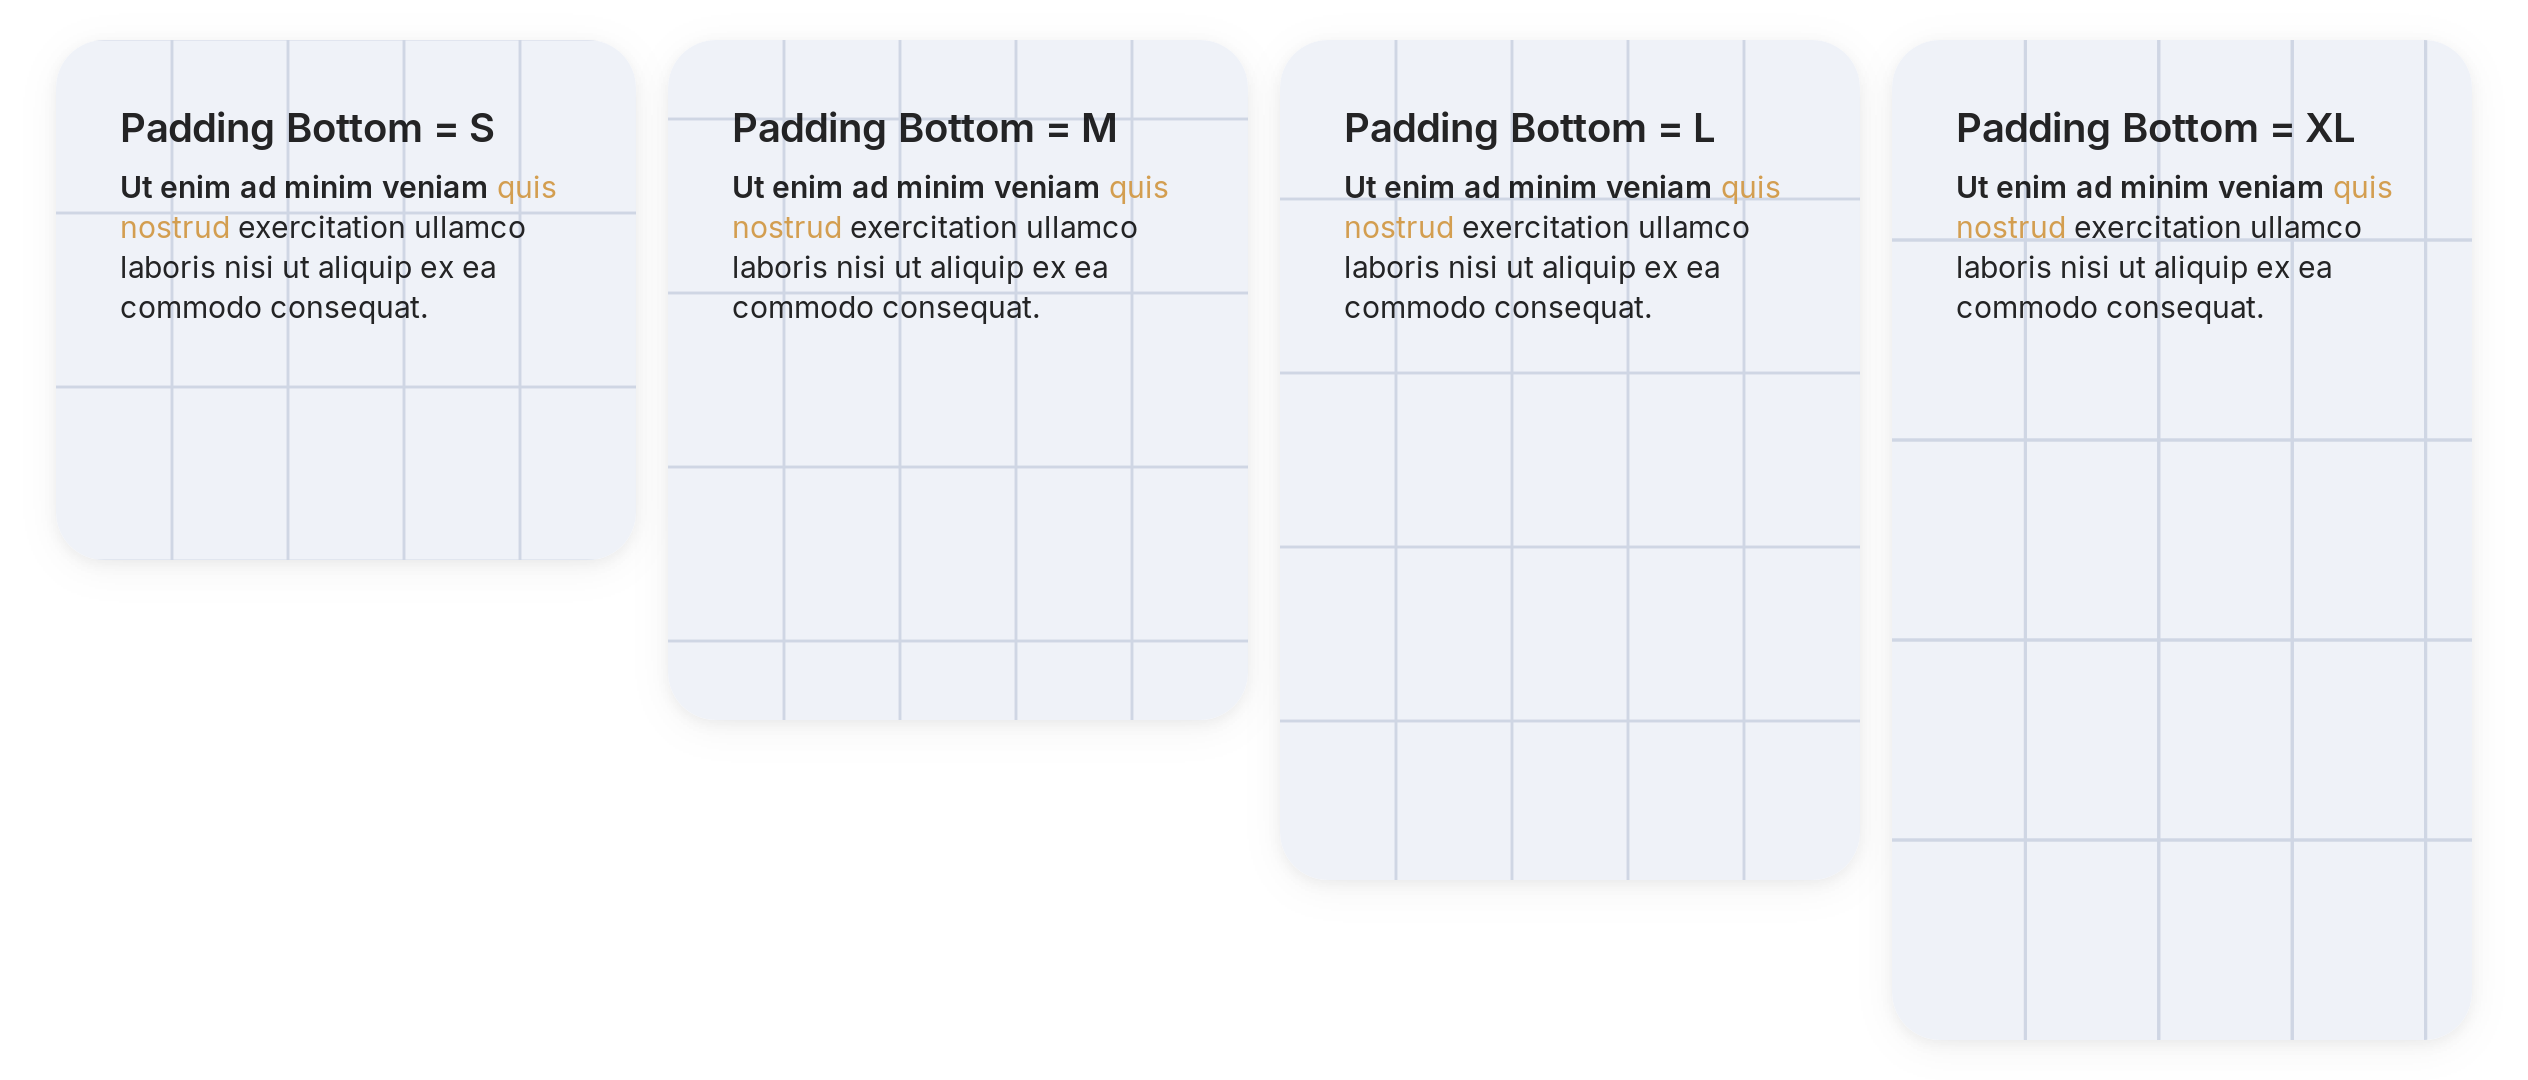 Padding Bottom = S
Ut enim ad minim veniam quis
nostrud exercitation ullamco
laboris nisi ut aliquip ex ea
commodo consequat.
Padding Bottom = M
Ut enim ad minim veniam quis
nostrud exercitation ullamco
laboris nisi ut aliquip ex ea
commodo consequat.
Padding Bottom = L
Ut enim ad minim veniam quis
nostrud exercitation ullamco
laboris nisi ut aliquip ex ea
commodo consequat.
Padding Bottom = XL
Ut enim ad minim veniam quis
nostrud exercitation ullamco
laboris nisi ut aliquip ex ea
commodo consequat.